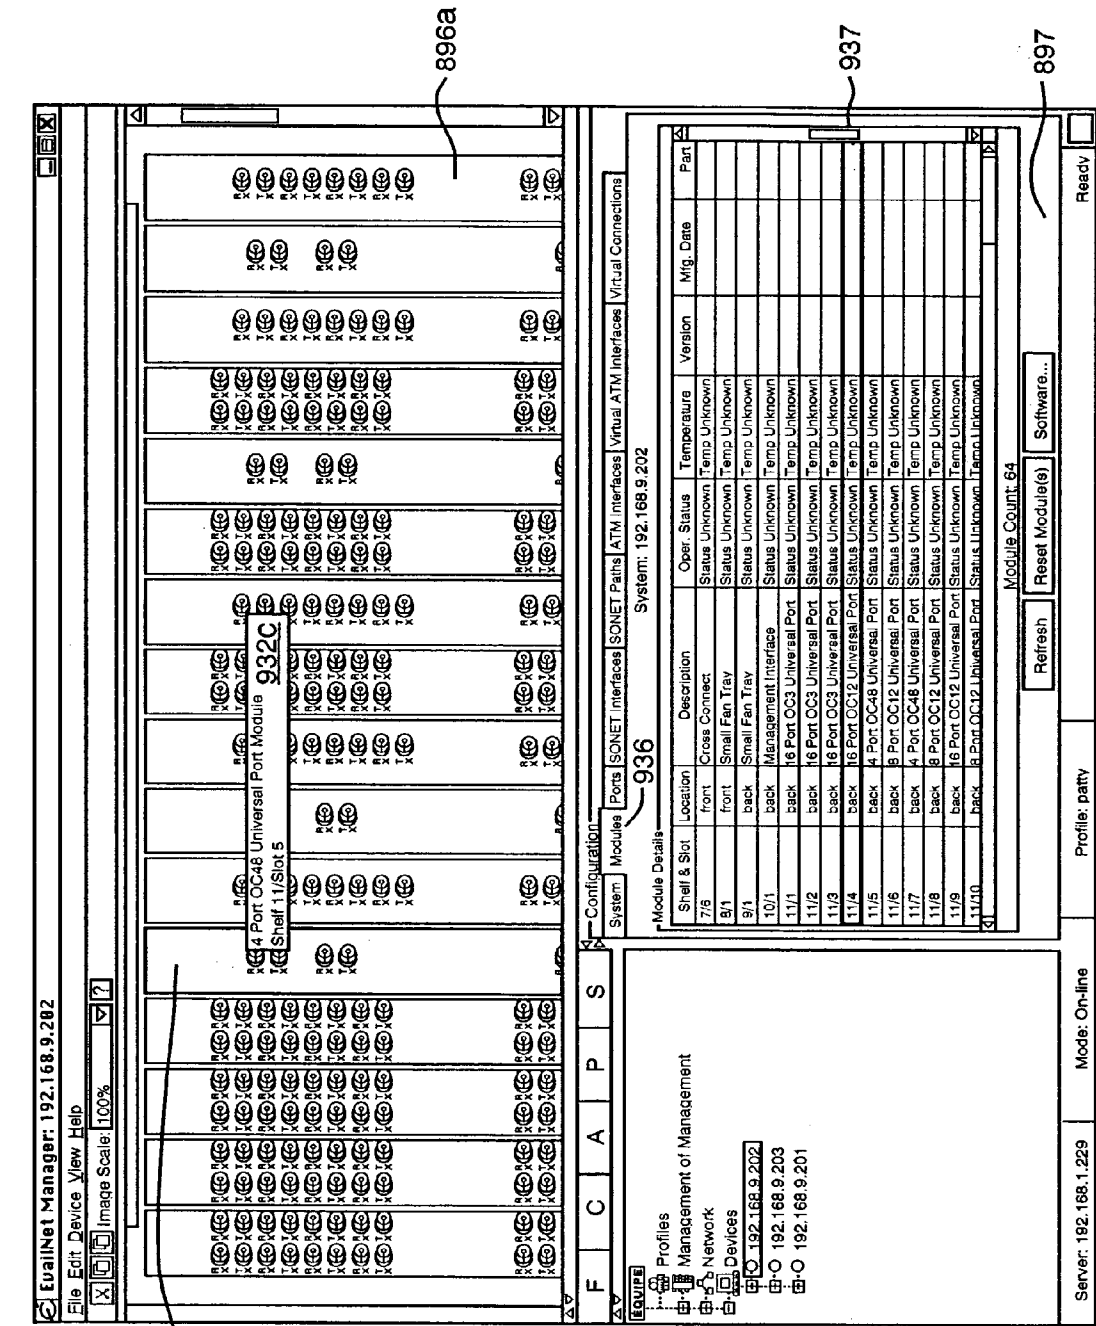 EvailNet Manager: 192.168.9.202
File Edit Device View Help
X Image Scale: 100% ?
896a
4 Port OC48 Universal Port Module
Shelf 11/Slot 5
932C
F C A P S
EQUIPE
Profiles
Management of Management
Network
Devices
192.168.9.202
192.168.9.203
192.168.9.201
Configuration
System Modules Ports SONET Interfaces SONET Paths ATM Interfaces Virtual ATM Interfaces Virtual Connections
936
System: 192.168.9.202
937
Module Details
Shelf & Slot Location Description Oper. Status Temperature Version Mfg. Date Part
7/6 front Cross Connect Status Unknown Temp Unknown
8/1 front Small Fan Tray Status Unknown Temp Unknown
9/1 back Small Fan Tray Status Unknown Temp Unknown
10/1 back Management Interface Status Unknown Temp Unknown
11/1 back 16 Port OC3 Universal Port Status Unknown Temp Unknown
11/2 back 16 Port OC3 Universal Port Status Unknown Temp Unknown
11/3 back 16 Port OC3 Universal Port Status Unknown Temp Unknown
11/4 back 16 Port OC12 Universal Port Status Unknown Temp Unknown
11/5 back 4 Port OC48 Universal Port Status Unknown Temp Unknown
11/6 back 8 Port OC12 Universal Port Status Unknown Temp Unknown
11/7 back 4 Port OC48 Universal Port Status Unknown Temp Unknown
11/8 back 8 Port OC12 Universal Port Status Unknown Temp Unknown
11/9 back 16 Port OC12 Universal Port Status Unknown Temp Unknown
11/10 back 8 Port OC12 Universal Port Status Unknown Temp Unknown
Module Count: 64
Refresh Reset Module(s) Software...
897
Server: 192.168.1.229 Mode: On-line Profile: patty Ready